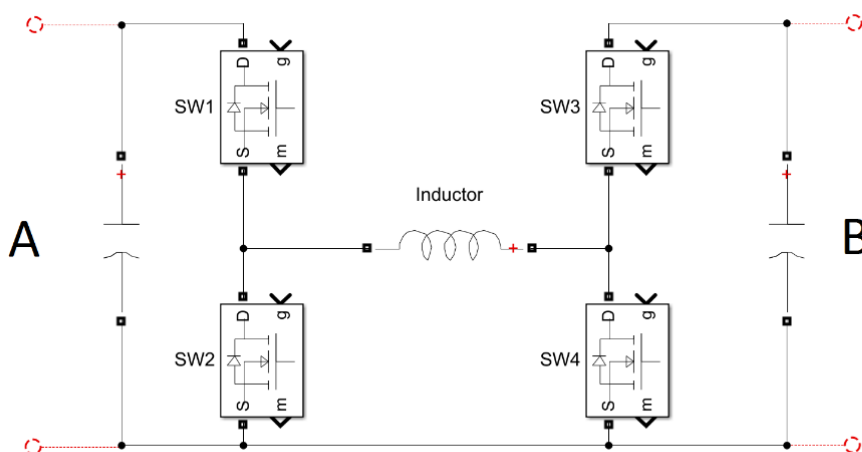 D g
SW1
S m
D g
SW3
S m
Inductor
A
B
D g
SW2
S m
D g
SW4
S m